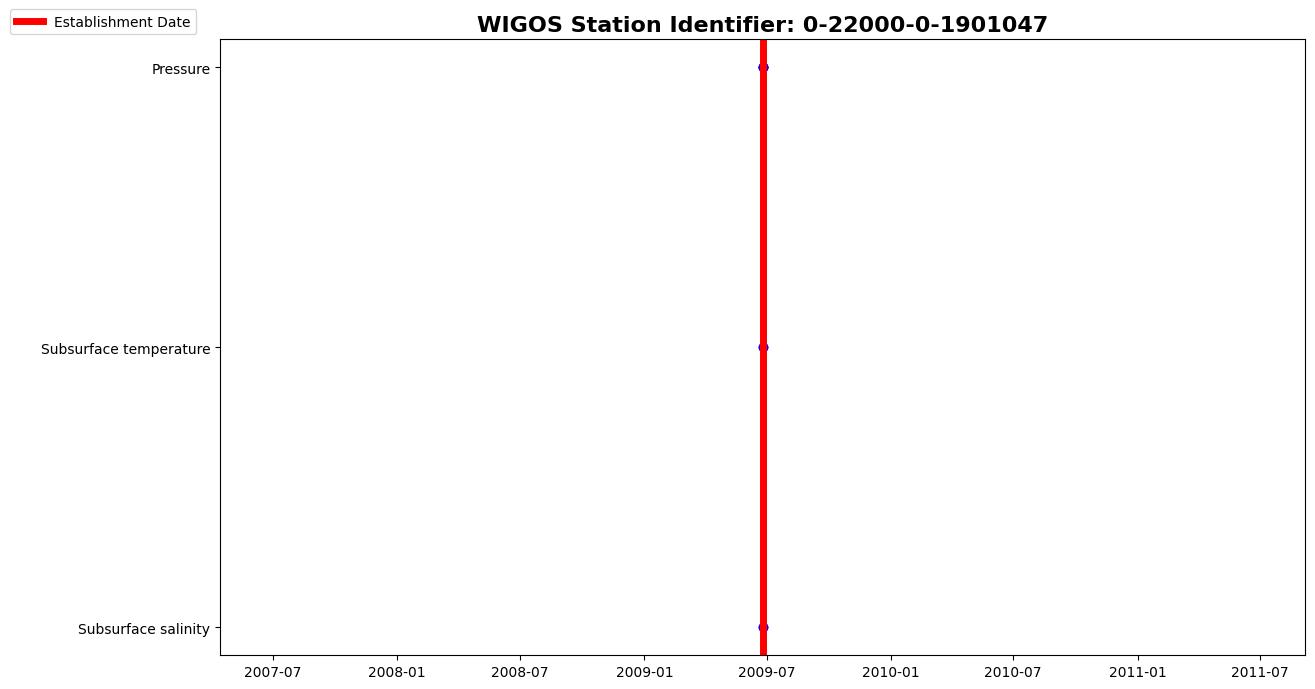 Establishment Date
WIGOS Station Identifier: 0-22000-0-1901047
Pressure
Subsurface temperature
Subsurface salinity
2007-07 2008-01 2008-07 2009-01 2009-07 2010-01 2010-07 2011-01 2011-07